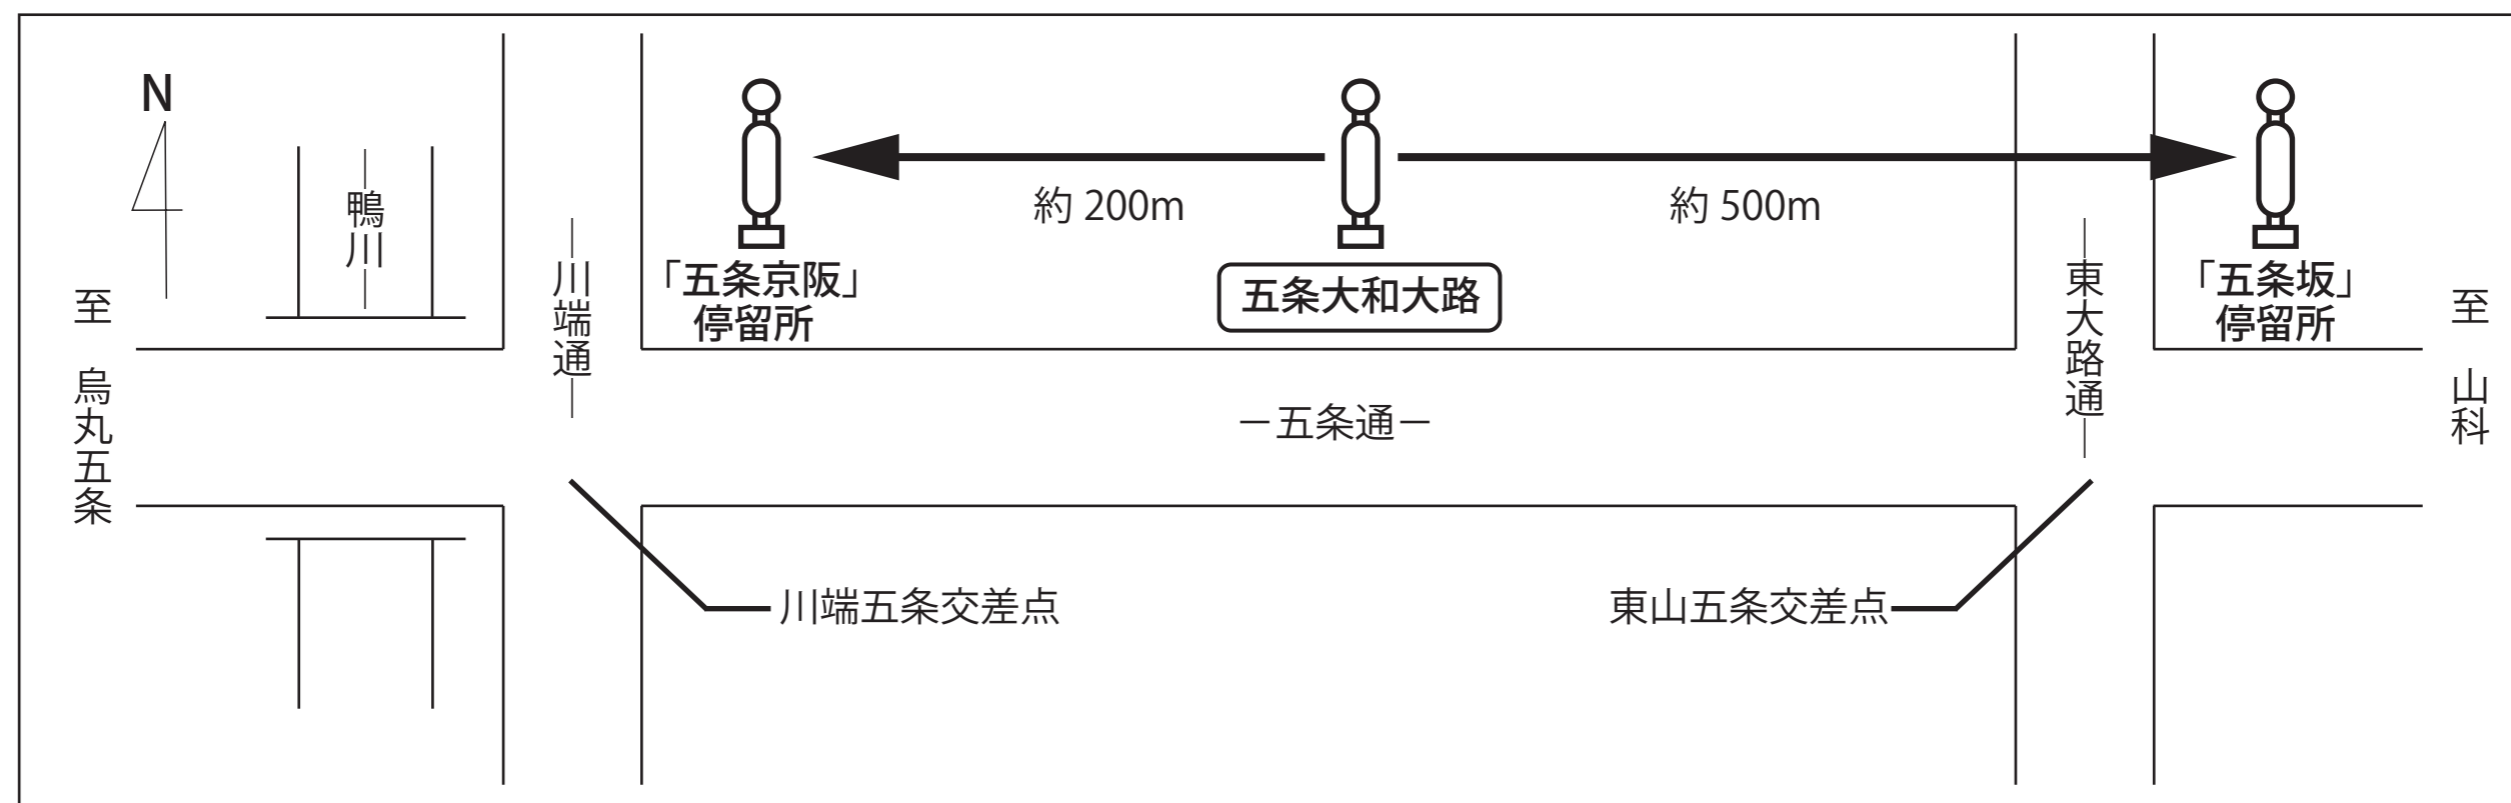 N
至 烏丸五条
鴨川
川端通
「五条京阪」
停留所
約 200m
五条大和大路
約 500m
東大路通
「五条坂」
停留所
至 山科
－五条通－
川端五条交差点
東山五条交差点